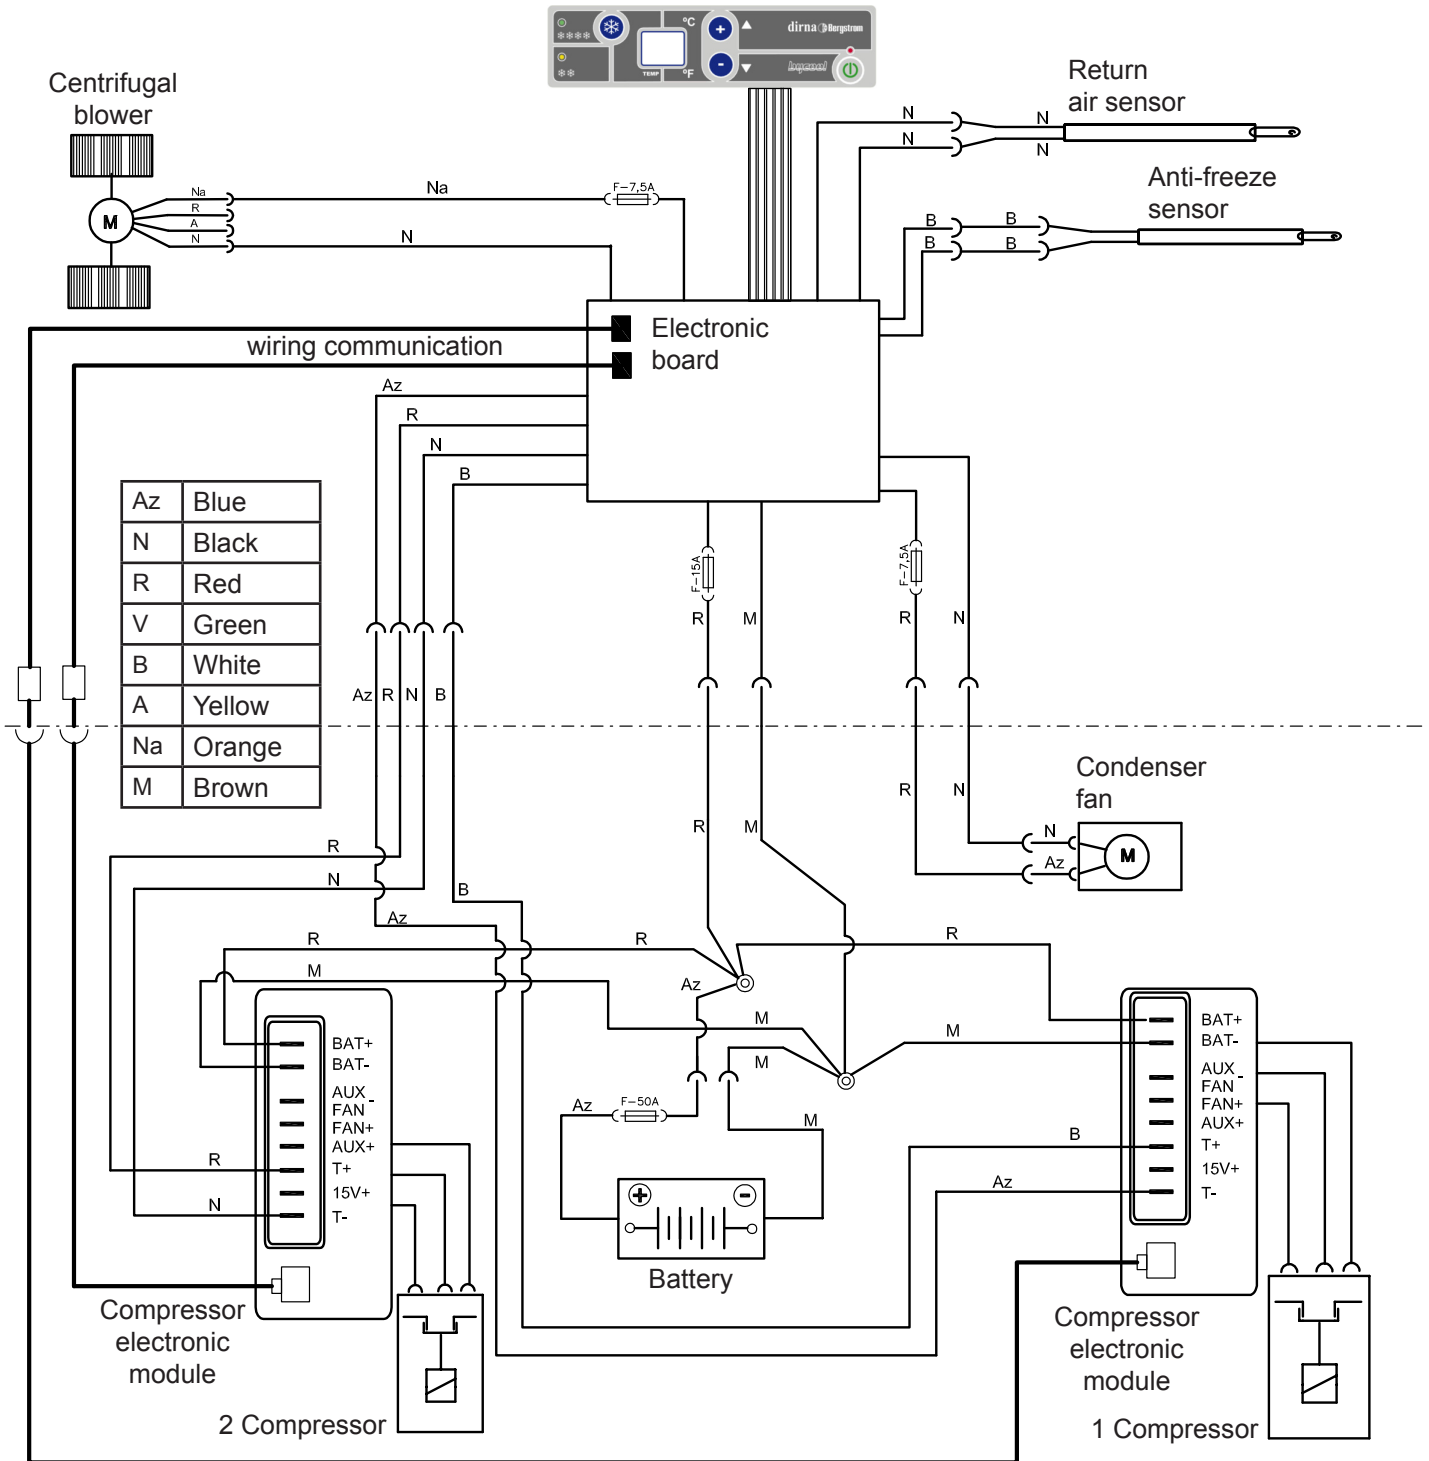 °C
+
dirna Bergstrom
TEMP
°F
-
bycool
Centrifugal
blower
Return
air sensor
N
N
N
N
Anti-freeze
sensor
Na
R
A
N
M
Na
F-7,5A
N
B
B
B
B
wiring communication
Electronic
board
Az
R
N
B
Az Blue
N Black
R Red
V Green
B White
A Yellow
Na Orange
M Brown
F-15A
F-7,5A
R
M
R
N
Az
R
N
B
R
N
R
M
Condenser
fan
N
Az
M
R
N
B
Az
R
R
R
M
Az
M
M
M
BAT+
BAT-
AUX
FAN -
FAN+
AUX+
T+
15V+
T-
R
N
Az
F-50A
M
+
-
Battery
B
Az
BAT+
BAT-
AUX
FAN -
FAN+
AUX+
T+
15V+
T-
Compressor
electronic
module
2 Compressor
Compressor
electronic
module
1 Compressor